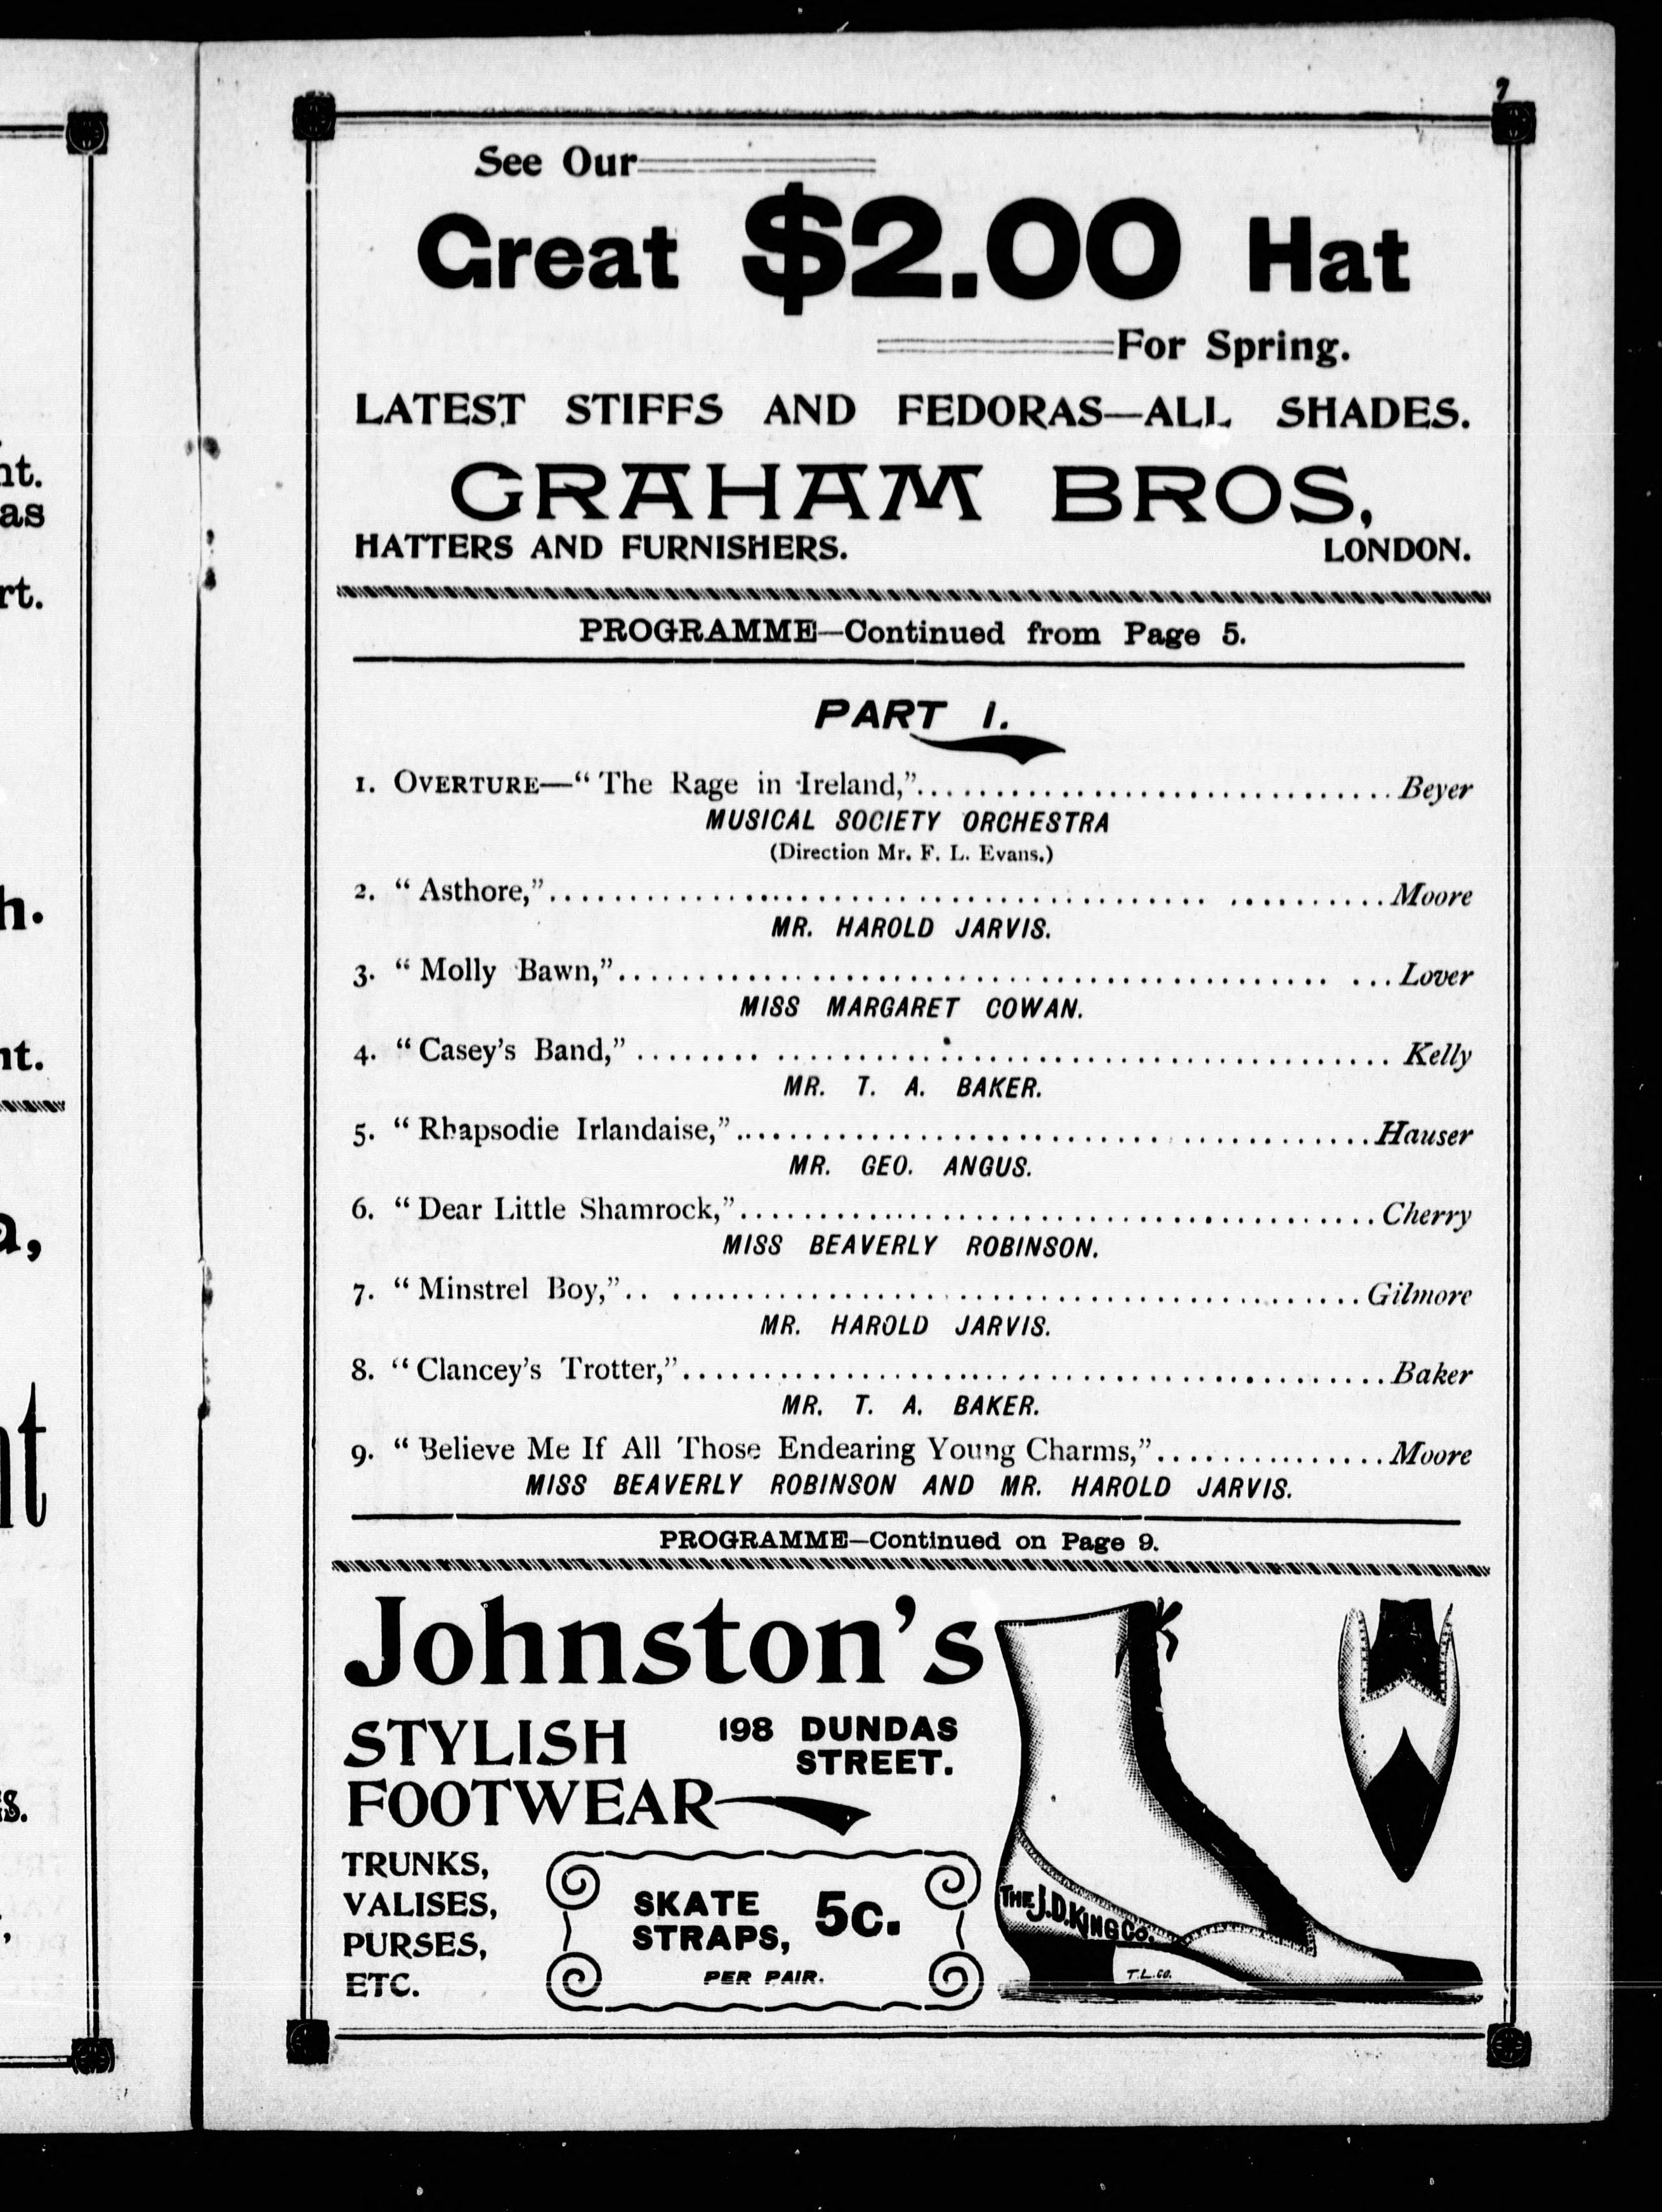 7
See Our
Great $2.00 Hat
For Spring.
LATEST STIFFS AND FEDORAS—ALL SHADES.
GRAHAM BROS,
HATTERS AND FURNISHERS. LONDON.
PROGRAMME—Continued from Page 5.
PART 1.
1. OVERTURE—“The Rage in Ireland,”........ Beyer
MUSICAL SOCIETY ORCHESTRA
(Direction Mr. F. L. Evans.)
2. “Asthore,”........ Moore
MR. HAROLD JARVIS.
3. “Molly Bawn,”........ Lover
MISS MARGARET COWAN.
4. “Casey’s Band,”........ Kelly
MR. T. A. BAKER.
5. “Rhapsodie Irlandaise,”........ Hauser
MR. GEO. ANGUS.
6. “Dear Little Shamrock,”........ Cherry
MISS BEAVERLY ROBINSON.
7. “Minstrel Boy,”........ Gilmore
MR. HAROLD JARVIS.
8. “Clancey’s Trotter,”........ Baker
MR. T. A. BAKER.
9. “Believe Me If All Those Endearing Young Charms,”........ Moore
MISS BEAVERLY ROBINSON AND MR. HAROLD JARVIS.
PROGRAMME—Continued on Page 9.
Johnston’s
STYLISH
FOOTWEAR
198 DUNDAS
STREET.
TRUNKS,
VALISES,
PURSES,
ETC.
SKATE
STRAPS, 5c.
PER PAIR.
THE J.D. KING CO.
T.L.CO.